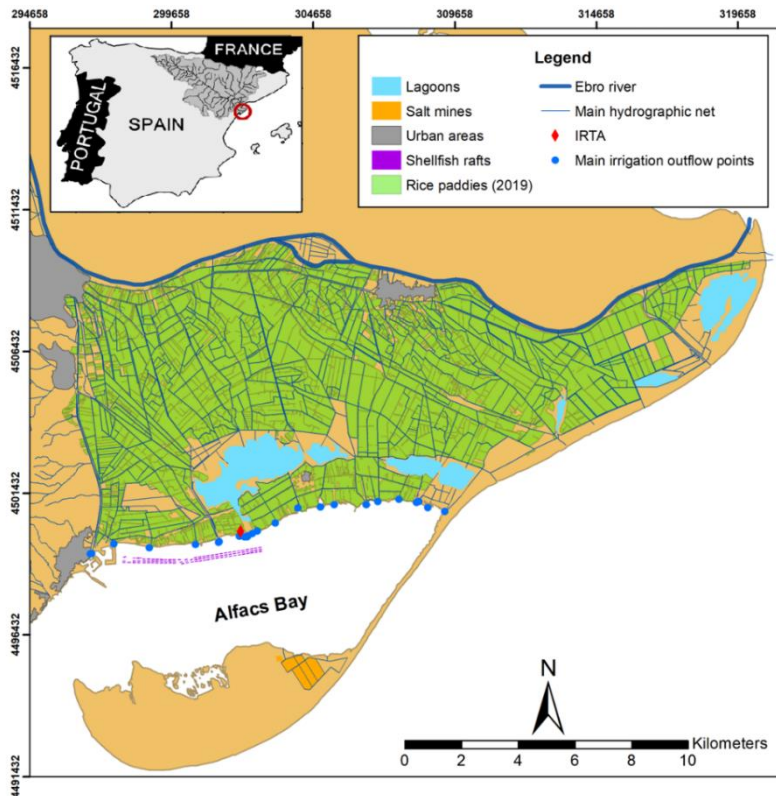 294658 299658 304658 309658 314658 319658
4516432
4511432
4506432
4501432
4496432
4491432
FRANCE
PORTUGAL
SPAIN
Legend
Lagoons
Salt mines
Urban areas
Shellfish rafts
Rice paddies (2019)
Ebro river
Main hydrographic net
IRTA
Main irrigation outflow points
Alfacs Bay
N
Kilometers
0 2 4 6 8 10